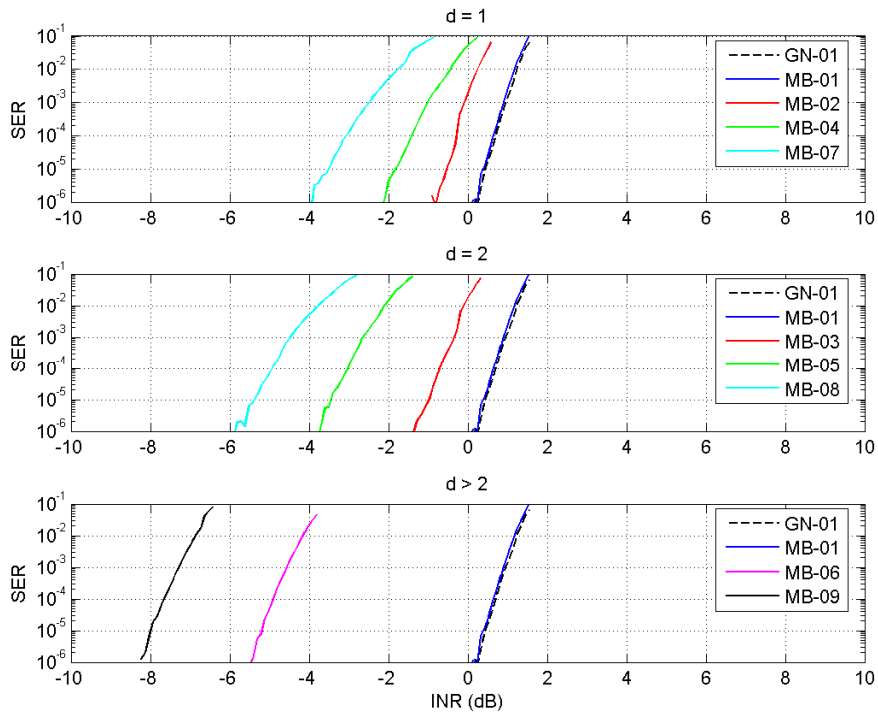 d = 1
SER
10^-1
10^-2
10^-3
10^-4
10^-5
10^-6
-10 -8 -6 -4 -2 0 2 4 6 8 10
GN-01
MB-01
MB-02
MB-04
MB-07
d = 2
SER
10^-1
10^-2
10^-3
10^-4
10^-5
10^-6
-10 -8 -6 -4 -2 0 2 4 6 8 10
GN-01
MB-01
MB-03
MB-05
MB-08
d > 2
SER
10^-1
10^-2
10^-3
10^-4
10^-5
10^-6
-10 -8 -6 -4 -2 0 2 4 6 8 10
GN-01
MB-01
MB-06
MB-09
INR (dB)